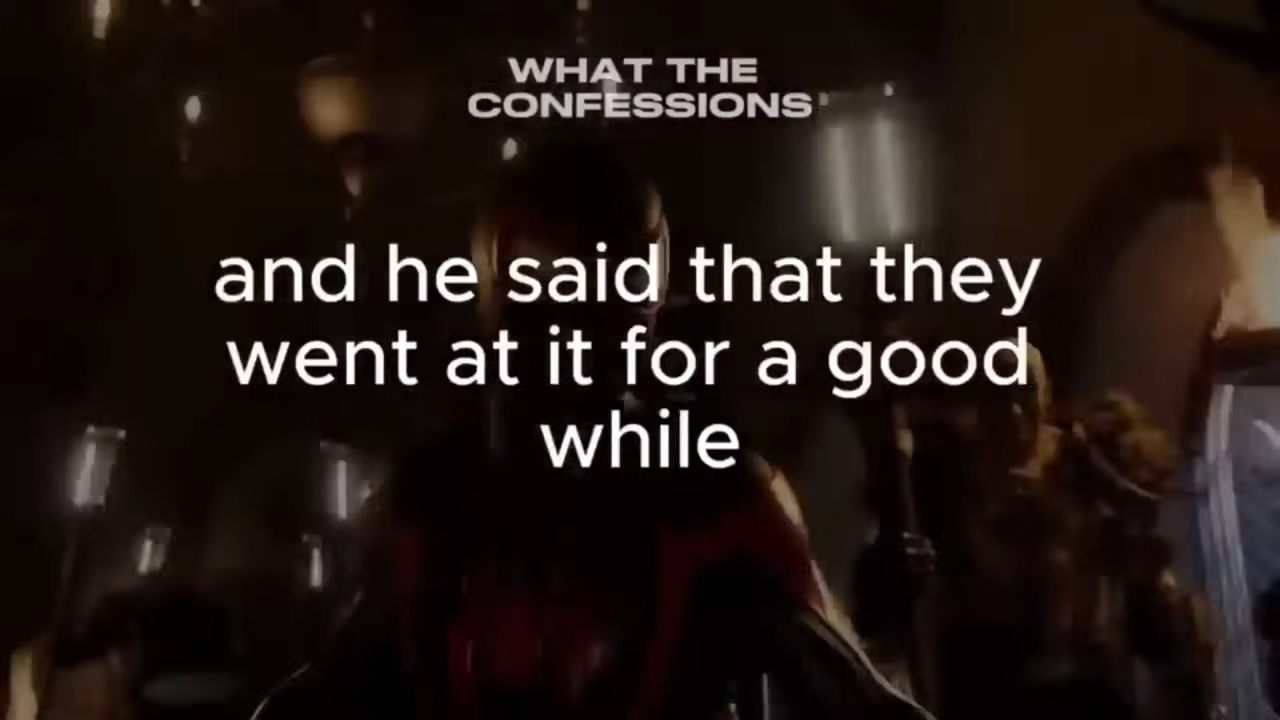 WHAT THE
CONFESSIONS
and he said that they
went at it for a good
while